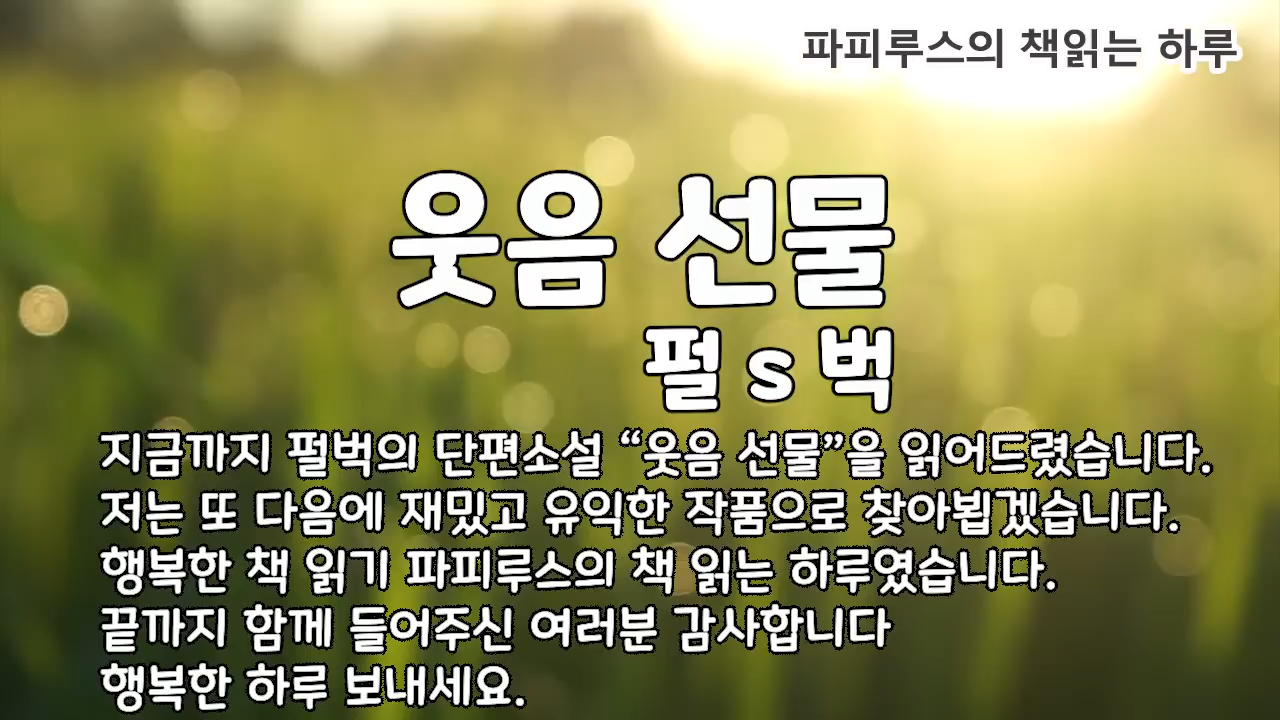 파피루스의 책읽는 하루
웃음 선물
펄 s 벅
지금까지 펄벅의 단편소설 “웃음 선물”을 읽어드렸습니다.
저는 또 다음에 재밌고 유익한 작품으로 찾아뵙겠습니다.
행복한 책 읽기 파피루스의 책 읽는 하루였습니다.
끝까지 함께 들어주신 여러분 감사합니다
행복한 하루 보내세요.